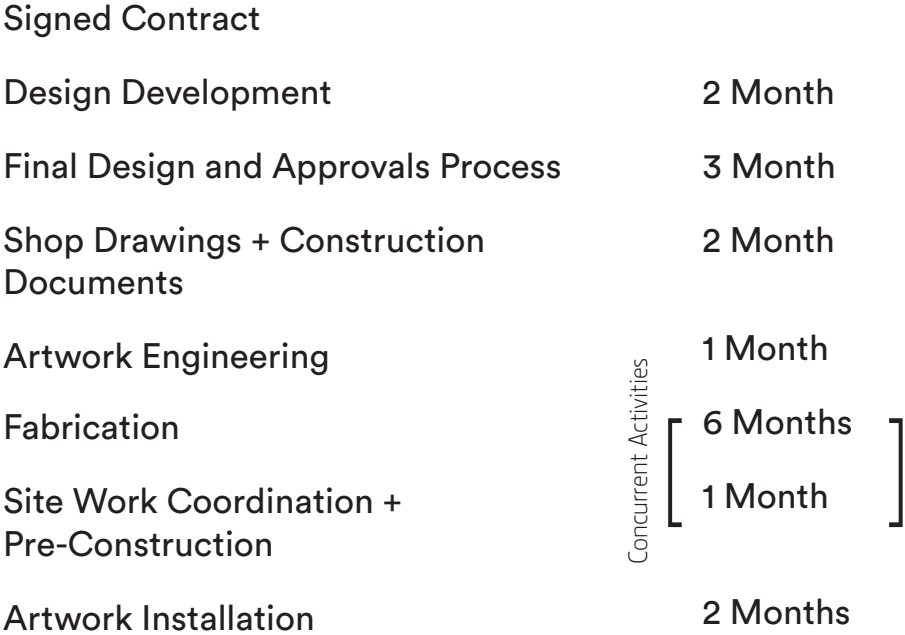 Signed Contract
Design Development 2 Month
Final Design and Approvals Process 3 Month
Shop Drawings + Construction 2 Month
Documents
Artwork Engineering 1 Month
Concurrent Activities
Fabrication 6 Months
Site Work Coordination + 1 Month
Pre-Construction
Artwork Installation 2 Months